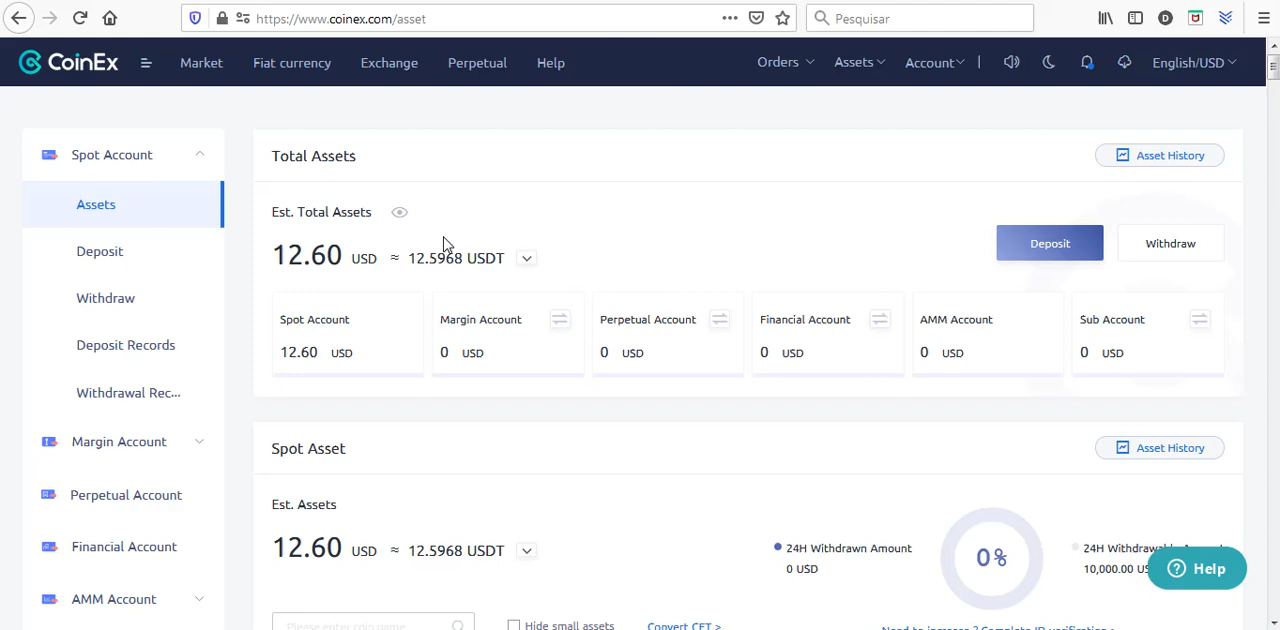 https://www.coinex.com/asset
Pesquisar
CoinEx Market Fiat currency Exchange Perpetual Help Orders Assets Account English/USD
Spot Account
Assets
Deposit
Withdraw
Deposit Records
Withdrawal Rec...
Margin Account
Perpetual Account
Financial Account
AMM Account
Total Assets
Asset History
Est. Total Assets
12.60 USD ≈ 12.5968 USDT
Deposit
Withdraw
Spot Account
12.60 USD
Margin Account
0 USD
Perpetual Account
0 USD
Financial Account
0 USD
AMM Account
0 USD
Sub Account
0 USD
Spot Asset
Asset History
Est. Assets
12.60 USD ≈ 12.5968 USDT
24H Withdrawn Amount
0 USD
0%
24H
10,000.00
Help
Please enter coin name
Hide small assets
Convert CET >